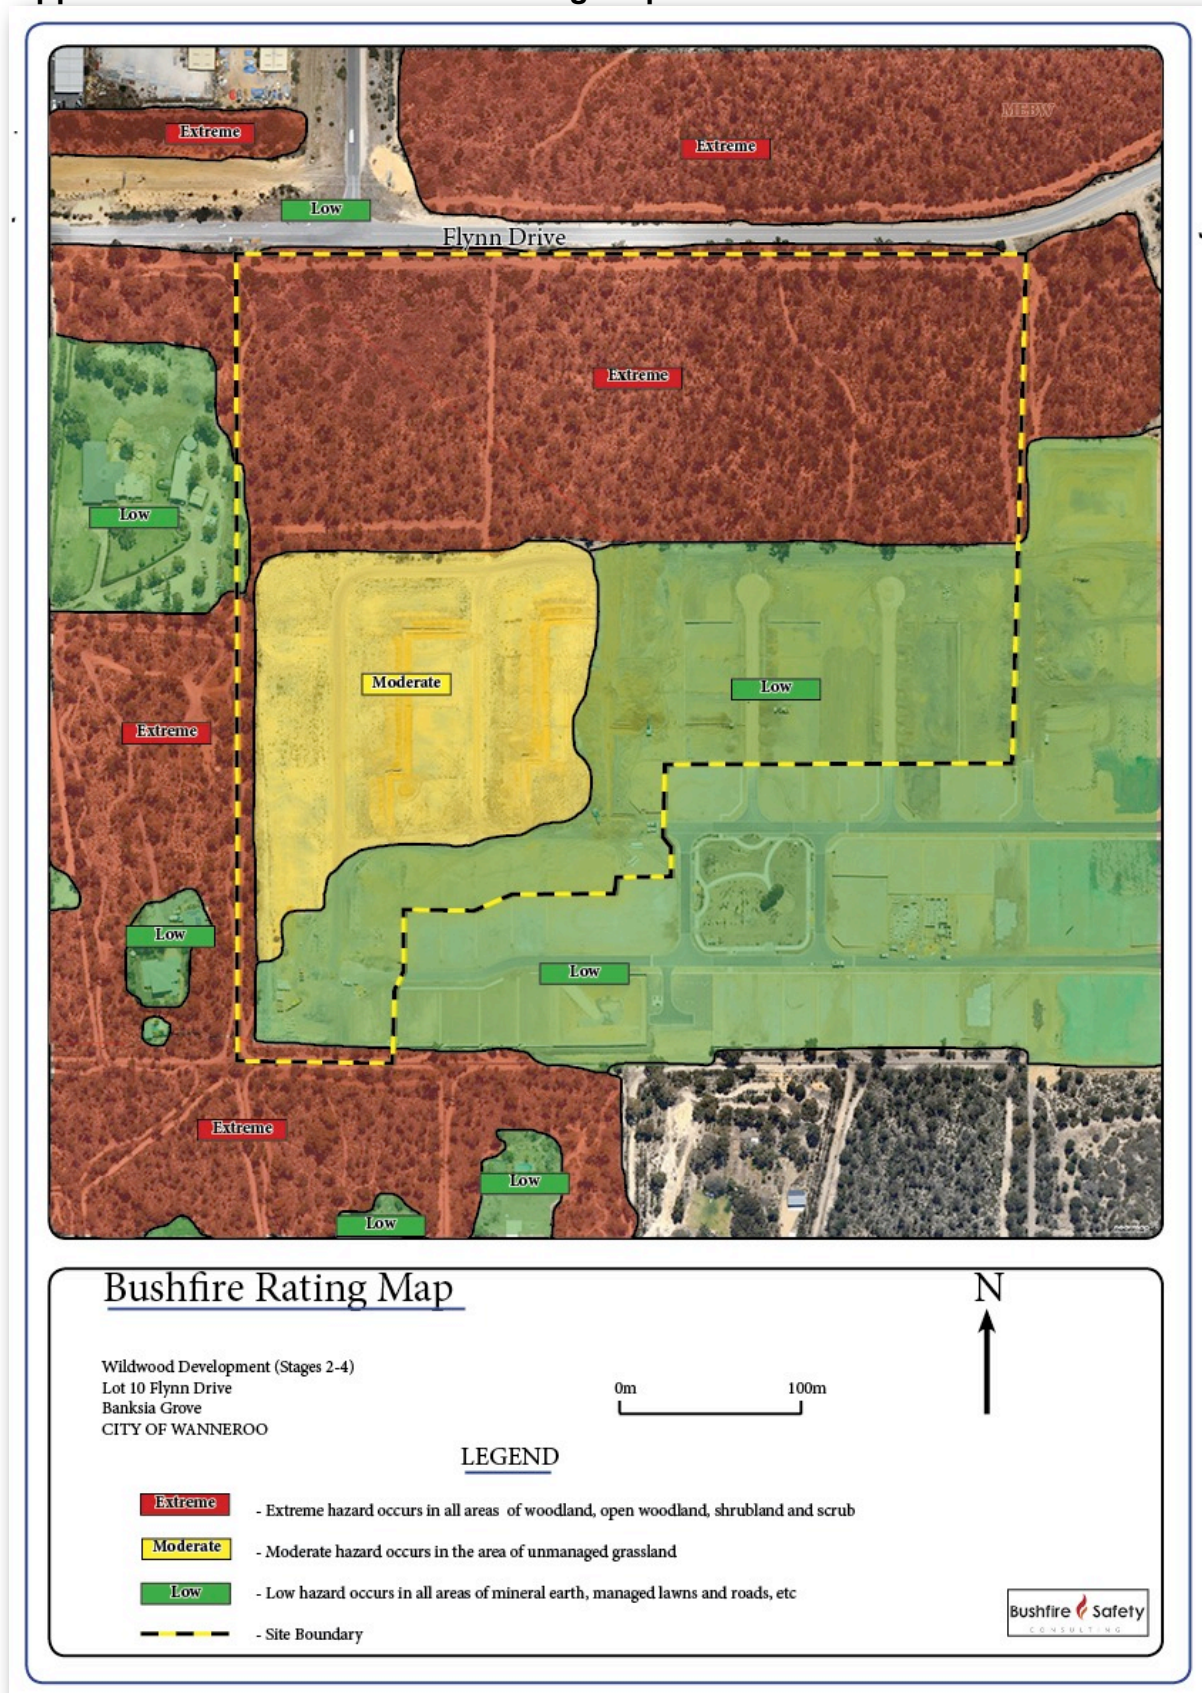 Extreme
MEBW
Extreme
Low
Flynn Drive
Extreme
Low
Moderate
Low
Extreme
Low
Low
Extreme
Low
Low
Bushfire Rating Map
N
Wildwood Development (Stages 2-4)
Lot 10 Flynn Drive
Banksia Grove
CITY OF WANNEROO
0m 100m
LEGEND
Extreme - Extreme hazard occurs in all areas of woodland, open woodland, shrubland and scrub
Moderate - Moderate hazard occurs in the area of unmanaged grassland
Low - Low hazard occurs in all areas of mineral earth, managed lawns and roads, etc
- Site Boundary
Bushfire Safety
CONSULTING